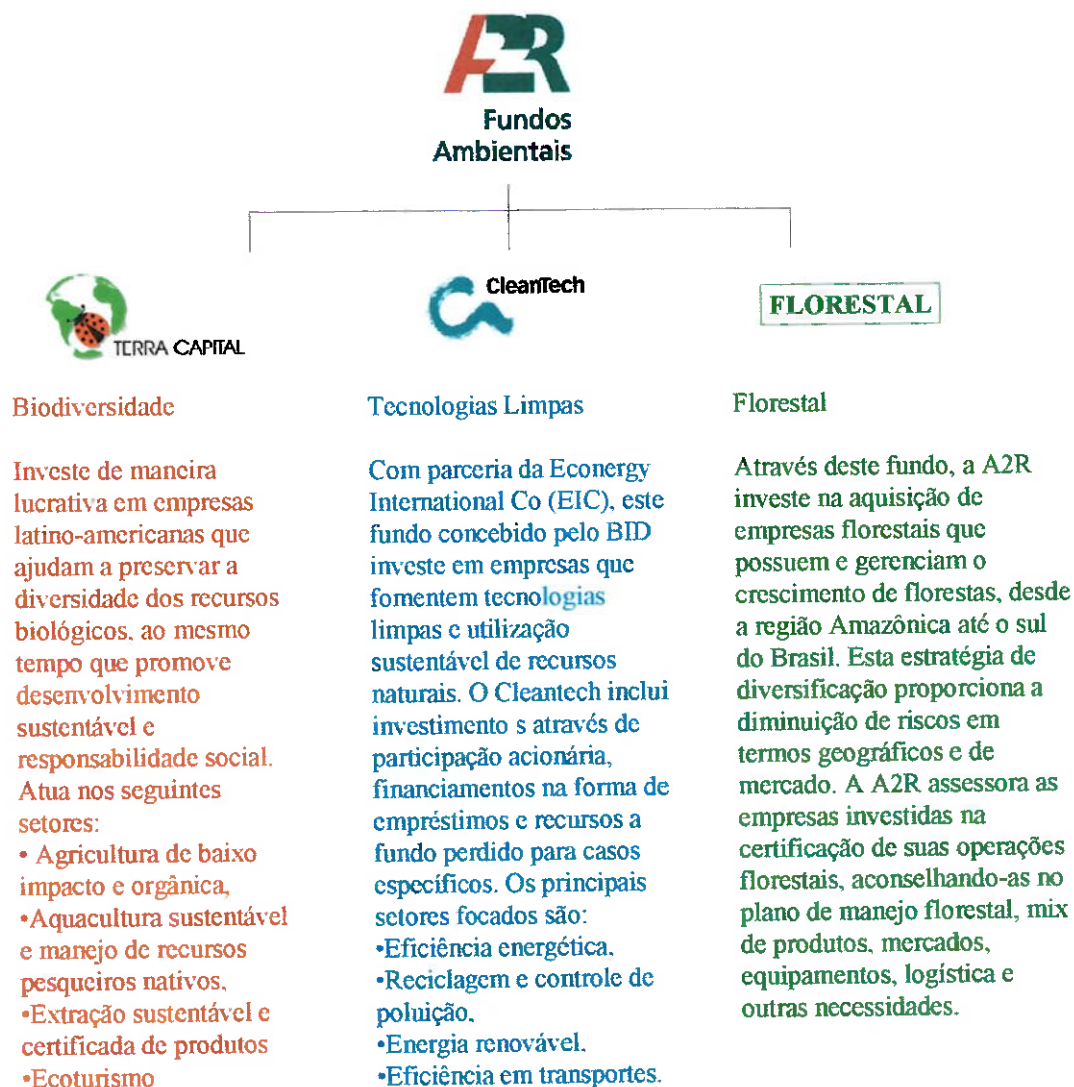 A2R
Fundos
Ambientais
TERRA CAPITAL
Biodiversidade
Investe de maneira
lucrativa em empresas
latino-americanas que
ajudam a preservar a
diversidade dos recursos
biológicos, ao mesmo
tempo que promove
desenvolvimento
sustentável e
responsabilidade social.
Atua nos seguintes
setores:
• Agricultura de baixo
impacto e orgânica,
•Aquacultura sustentável
e manejo de recursos
pesqueiros nativos,
•Extração sustentável e
certificada de produtos
•Ecoturismo
CleanTech
Tecnologias Limpas
Com parceria da Econergy
International Co (EIC), este
fundo concebido pelo BID
investe em empresas que
fomentem tecnologias
limpas e utilização
sustentável de recursos
naturais. O Cleantech inclui
investimento s através de
participação acionária,
financiamentos na forma de
empréstimos e recursos a
fundo perdido para casos
específicos. Os principais
setores focados são:
•Eficiência energética,
•Reciclagem e controle de
poluição,
•Energia renovável,
•Eficiência em transportes.
FLORESTAL
Florestal
Através deste fundo, a A2R
investe na aquisição de
empresas florestais que
possuem e gerenciam o
crescimento de florestas, desde
a região Amazônica até o sul
do Brasil. Esta estratégia de
diversificação proporciona a
diminuição de riscos em
termos geográficos e de
mercado. A A2R assessora as
empresas investidas na
certificação de suas operações
florestais, aconselhando-as no
plano de manejo florestal, mix
de produtos, mercados,
equipamentos, logística e
outras necessidades.